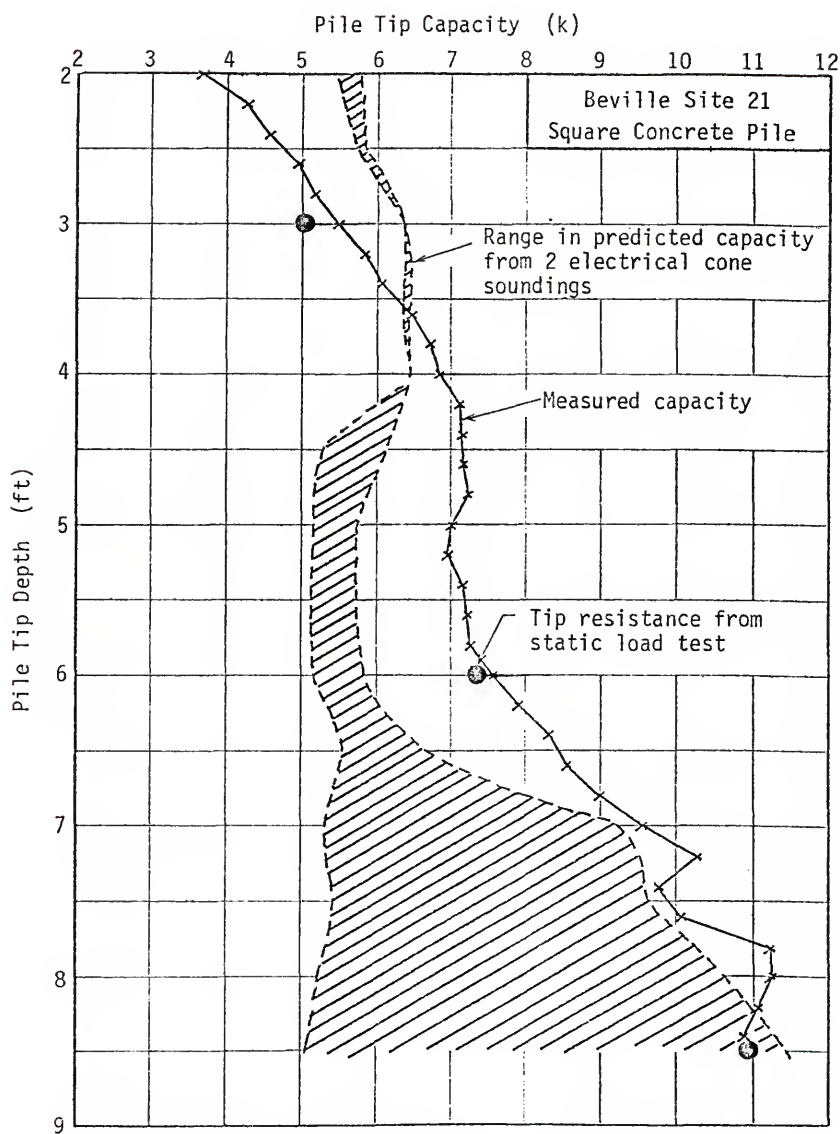 Pile Tip Capacity (k)
2 3 4 5 6 7 8 9 10 11 12
Beville Site 21
Square Concrete Pile
Range in predicted capacity
from 2 electrical cone
soundings
Measured capacity
Tip resistance from
static load test
Pile Tip Depth (ft)
2
3
4
5
6
7
8
9